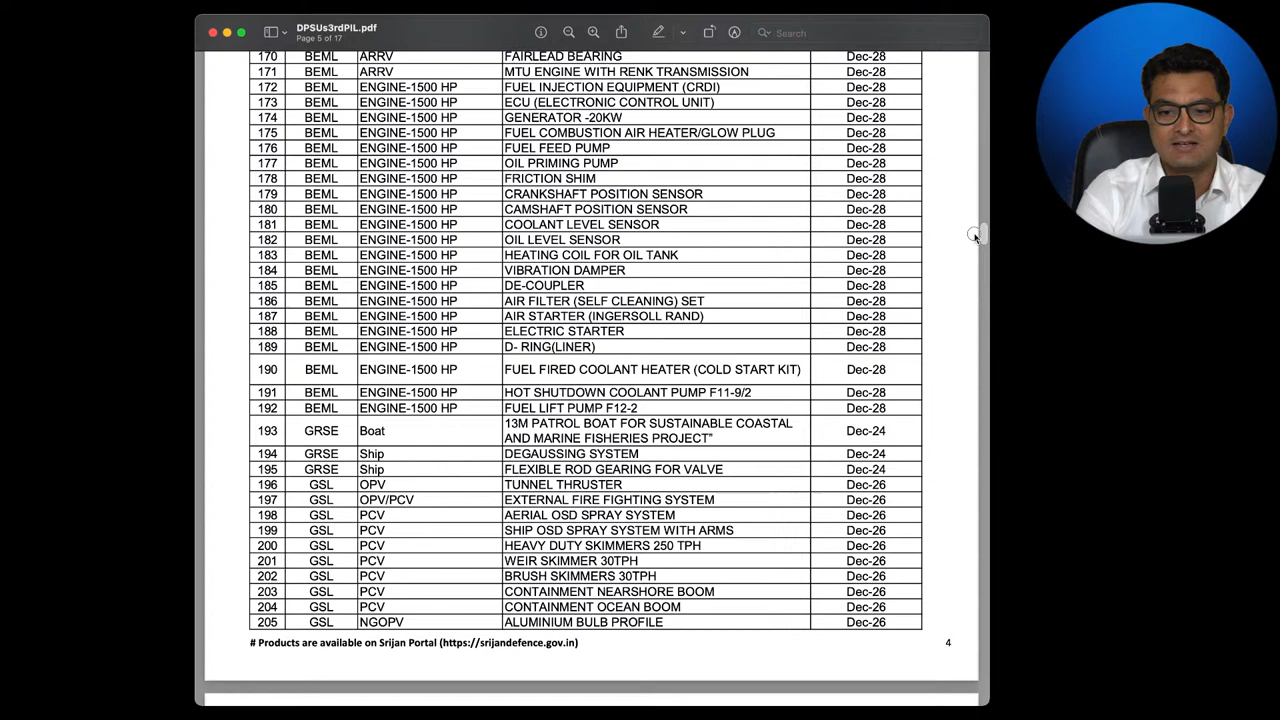 DPSUs3rdPIL.pdf
Page 5 of 17
Search
170 BEML ARRV FAIRLEAD BEARING Dec-28
171 BEML ARRV MTU ENGINE WITH RENK TRANSMISSION Dec-28
172 BEML ENGINE-1500 HP FUEL INJECTION EQUIPMENT (CRDI) Dec-28
173 BEML ENGINE-1500 HP ECU (ELECTRONIC CONTROL UNIT) Dec-28
174 BEML ENGINE-1500 HP GENERATOR -20KW Dec-28
175 BEML ENGINE-1500 HP FUEL COMBUSTION AIR HEATER/GLOW PLUG Dec-28
176 BEML ENGINE-1500 HP FUEL FEED PUMP Dec-28
177 BEML ENGINE-1500 HP OIL PRIMING PUMP Dec-28
178 BEML ENGINE-1500 HP FRICTION SHIM Dec-28
179 BEML ENGINE-1500 HP CRANKSHAFT POSITION SENSOR Dec-28
180 BEML ENGINE-1500 HP CAMSHAFT POSITION SENSOR Dec-28
181 BEML ENGINE-1500 HP COOLANT LEVEL SENSOR Dec-28
182 BEML ENGINE-1500 HP OIL LEVEL SENSOR Dec-28
183 BEML ENGINE-1500 HP HEATING COIL FOR OIL TANK Dec-28
184 BEML ENGINE-1500 HP VIBRATION DAMPER Dec-28
185 BEML ENGINE-1500 HP DE-COUPLER Dec-28
186 BEML ENGINE-1500 HP AIR FILTER (SELF CLEANING) SET Dec-28
187 BEML ENGINE-1500 HP AIR STARTER (INGERSOLL RAND) Dec-28
188 BEML ENGINE-1500 HP ELECTRIC STARTER Dec-28
189 BEML ENGINE-1500 HP D- RING(LINER) Dec-28
190 BEML ENGINE-1500 HP FUEL FIRED COOLANT HEATER (COLD START KIT) Dec-28
191 BEML ENGINE-1500 HP HOT SHUTDOWN COOLANT PUMP F11-9/2 Dec-28
192 BEML ENGINE-1500 HP FUEL LIFT PUMP F12-2 Dec-28
193 GRSE Boat 13M PATROL BOAT FOR SUSTAINABLE COASTAL
AND MARINE FISHERIES PROJECT" Dec-24
194 GRSE Ship DEGAUSSING SYSTEM Dec-24
195 GRSE Ship FLEXIBLE ROD GEARING FOR VALVE Dec-24
196 GSL OPV TUNNEL THRUSTER Dec-26
197 GSL OPV/PCV EXTERNAL FIRE FIGHTING SYSTEM Dec-26
198 GSL PCV AERIAL OSD SPRAY SYSTEM Dec-26
199 GSL PCV SHIP OSD SPRAY SYSTEM WITH ARMS Dec-26
200 GSL PCV HEAVY DUTY SKIMMERS 250 TPH Dec-26
201 GSL PCV WEIR SKIMMER 30TPH Dec-26
202 GSL PCV BRUSH SKIMMERS 30TPH Dec-26
203 GSL PCV CONTAINMENT NEARSHORE BOOM Dec-26
204 GSL PCV CONTAINMENT OCEAN BOOM Dec-26
205 GSL NGOPV ALUMINIUM BULB PROFILE Dec-26
# Products are available on Srijan Portal (https://srijandefence.gov.in) 4